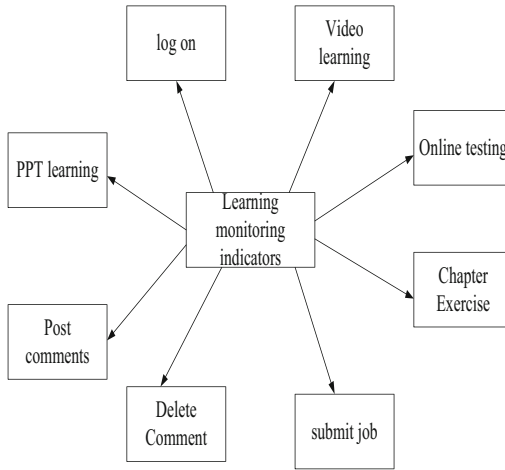 log on
Video
learning
PPT learning
Online testing
Learning
monitoring
indicators
Post
comments
Chapter
Exercise
Delete
Comment
submit job